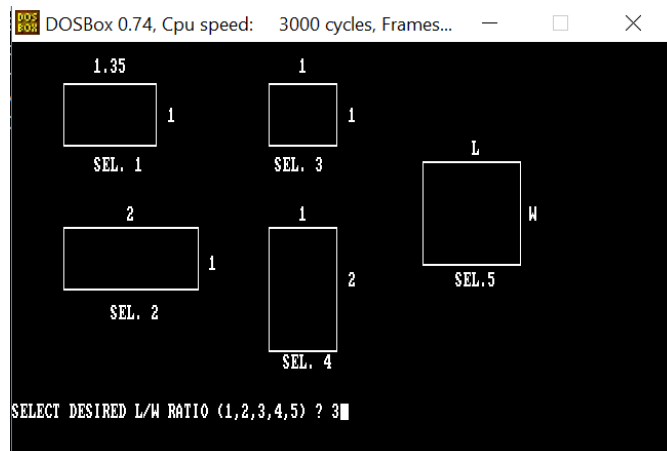 DOSBox 0.74, Cpu speed: 3000 cycles, Frames...
1.35
1
SEL. 1
1
1
SEL. 3
L
W
SEL.5
2
1
SEL. 2
1
2
SEL. 4
SELECT DESIRED L/W RATIO (1,2,3,4,5) ? 3